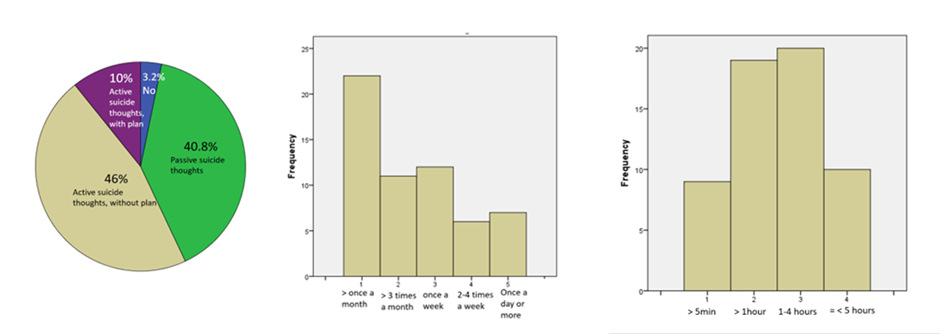 10%
Active
suicide
thoughts,
with plan
3.2%
No
40.8%
Passive suicide
thoughts
46%
Active suicide
thoughts, without plan
Frequency
25
20
15
10
5
0
1
2
3
4
5
> once a
month
> 3 times
a month
once a
week
2-4 times
a week
Once a
day or
more
Frequency
20
15
10
5
0
1
2
3
4
> 5min
> 1hour
1-4 hours
= < 5 hours